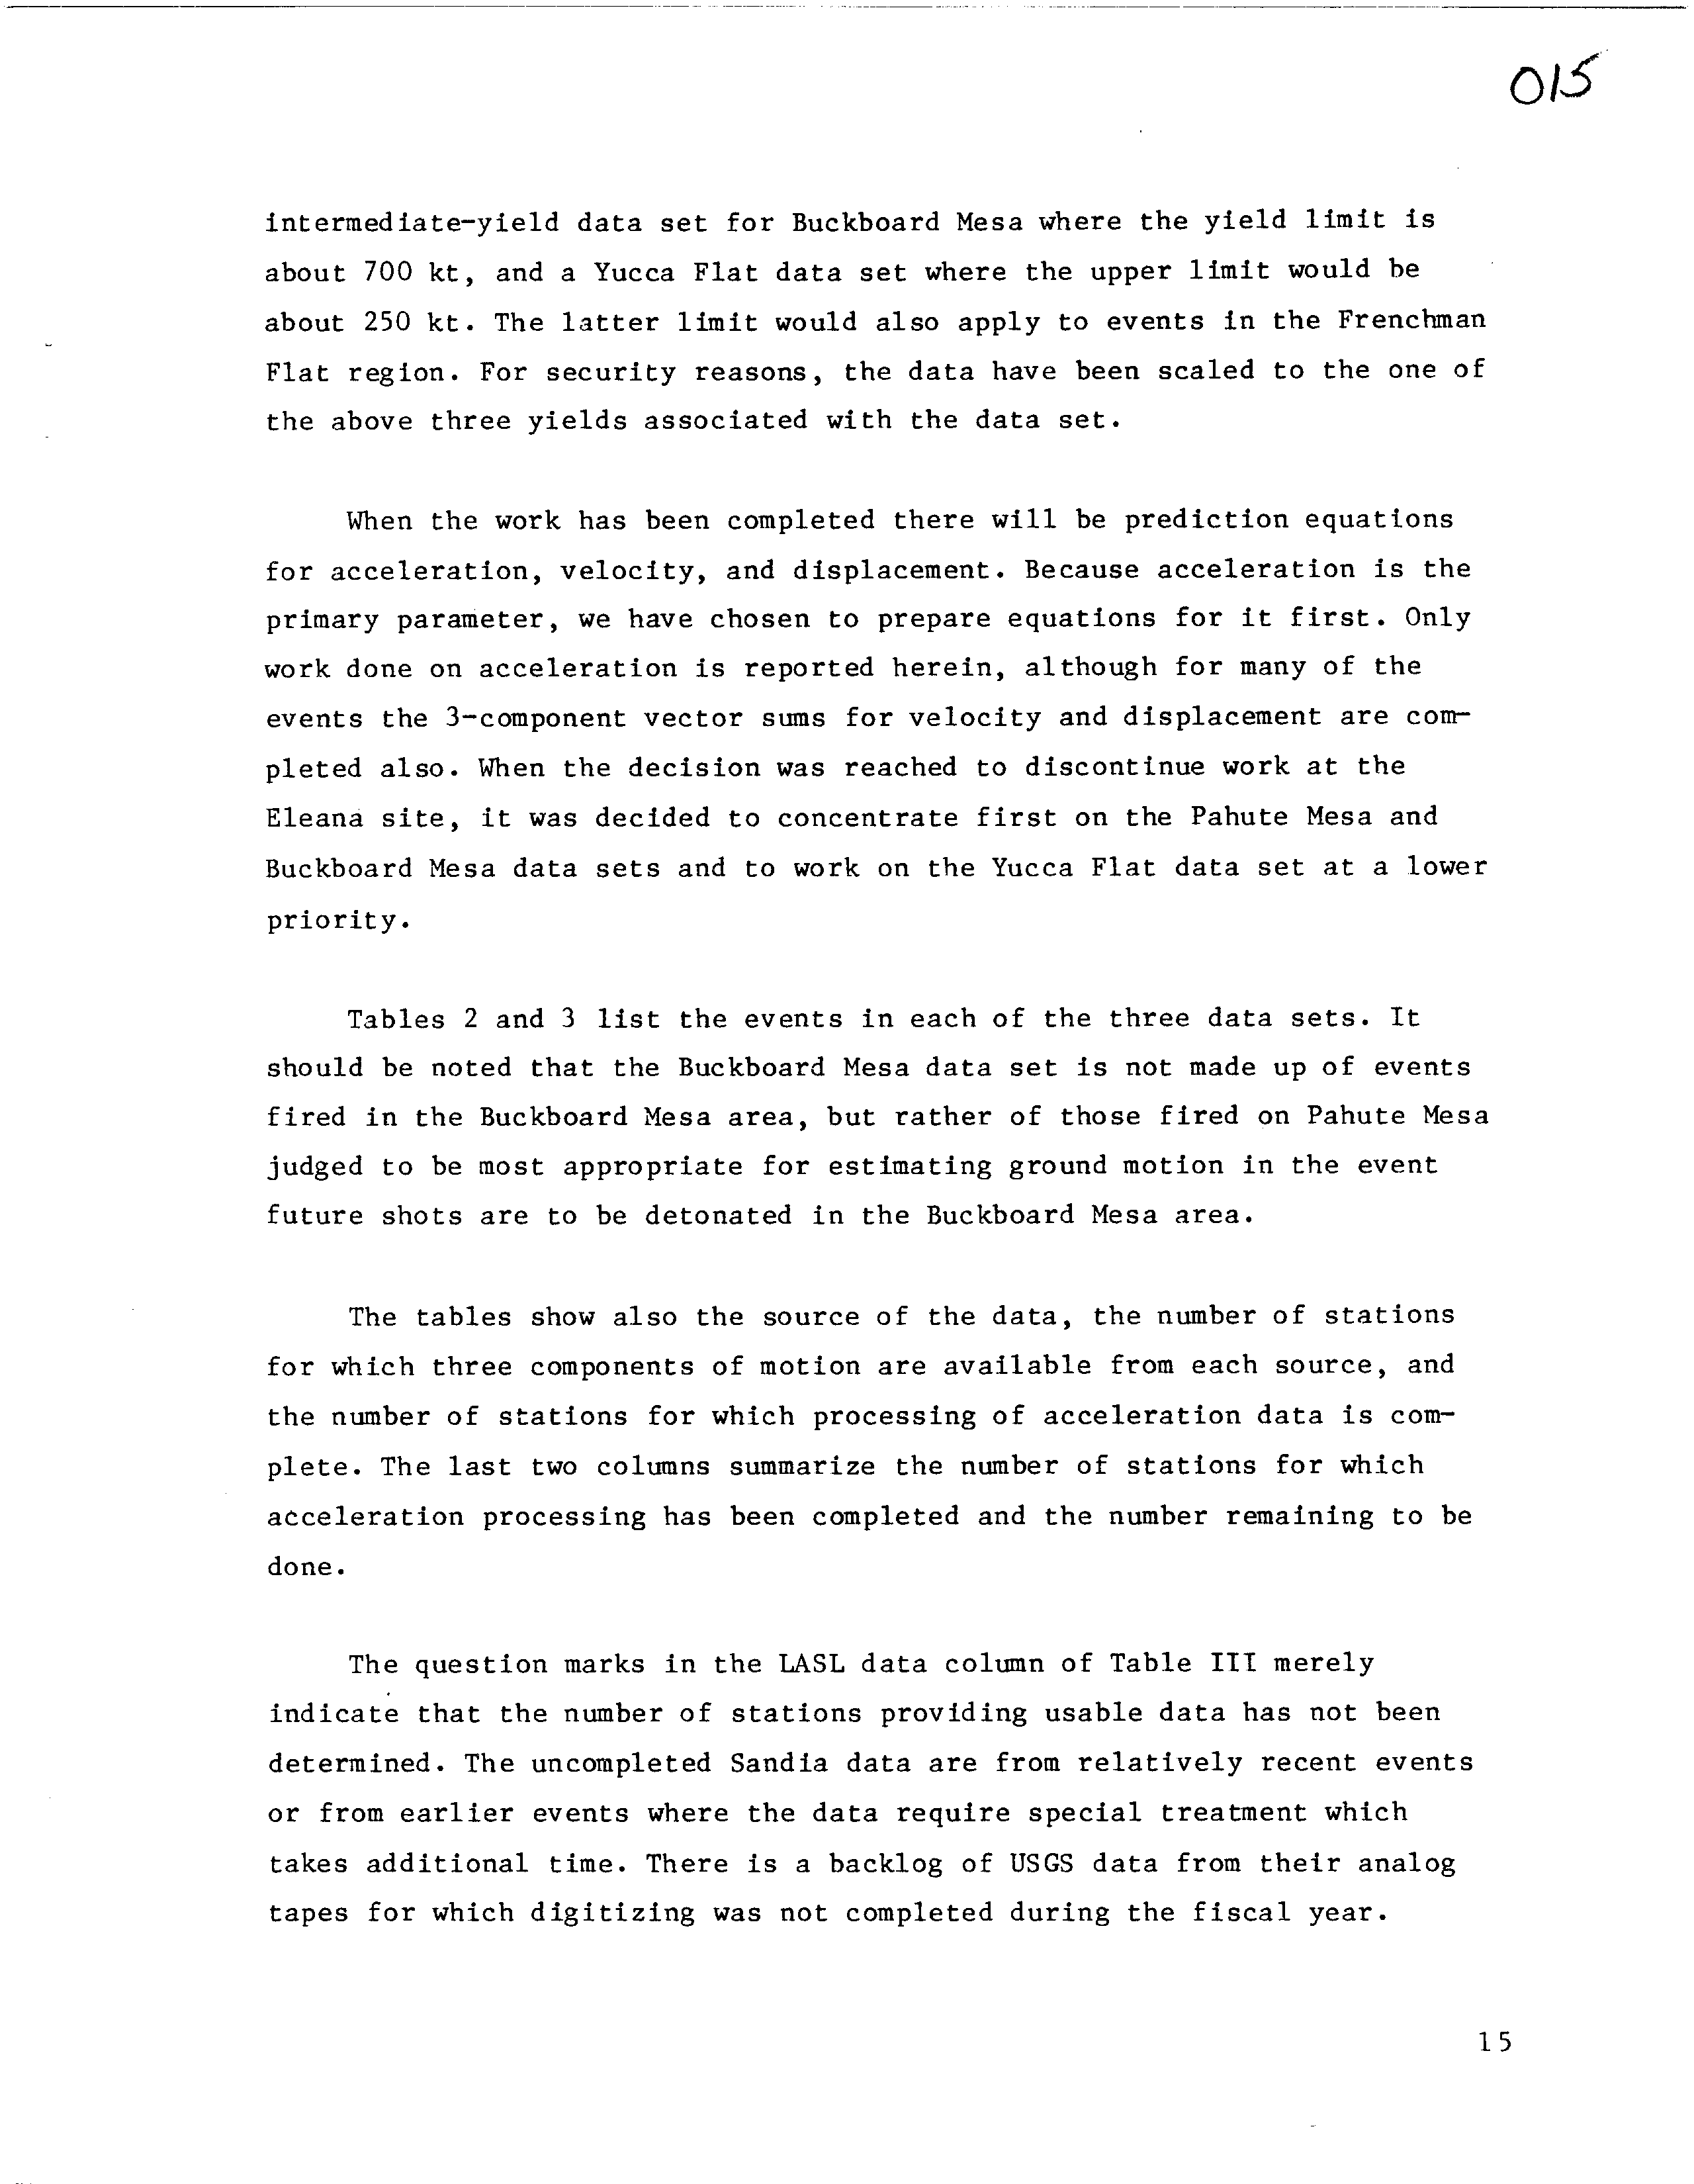 015
intermediate-yield data set for Buckboard Mesa where the yield limit is
about 700 kt, and a Yucca Flat data set where the upper limit would be
about 250 kt. The latter limit would also apply to events in the Frenchman
Flat region. For security reasons, the data have been scaled to the one of
the above three yields associated with the data set.
When the work has been completed there will be prediction equations
for acceleration, velocity, and displacement. Because acceleration is the
primary parameter, we have chosen to prepare equations for it first. Only
work done on acceleration is reported herein, although for many of the
events the 3-component vector sums for velocity and displacement are com-
pleted also. When the decision was reached to discontinue work at the
Eleana site, it was decided to concentrate first on the Pahute Mesa and
Buckboard Mesa data sets and to work on the Yucca Flat data set at a lower
priority.
Tables 2 and 3 list the events in each of the three data sets. It
should be noted that the Buckboard Mesa data set is not made up of events
fired in the Buckboard Mesa area, but rather of those fired on Pahute Mesa
judged to be most appropriate for estimating ground motion in the event
future shots are to be detonated in the Buckboard Mesa area.
The tables show also the source of the data, the number of stations
for which three components of motion are available from each source, and
the number of stations for which processing of acceleration data is com-
plete. The last two columns summarize the number of stations for which
acceleration processing has been completed and the number remaining to be
done.
The question marks in the LASL data column of Table III merely
indicate that the number of stations providing usable data has not been
determined. The uncompleted Sandia data are from relatively recent events
or from earlier events where the data require special treatment which
takes additional time. There is a backlog of USGS data from their analog
tapes for which digitizing was not completed during the fiscal year.
15